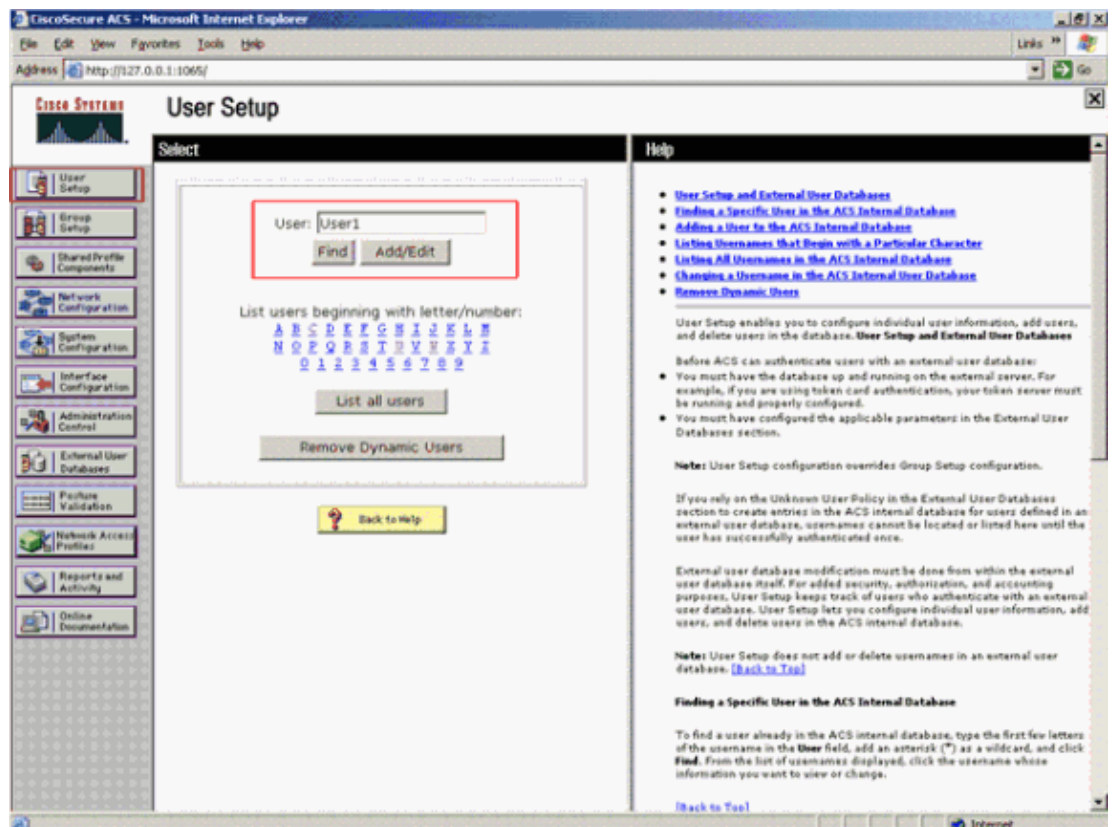 CiscoSecure ACS - Microsoft Internet Explorer
File Edit View Favorites Tools Help
Links »
Address http://127.0.0.1:1065/
Go
CISCO SYSTEMS
User Setup
Select
Help
User Setup
Group Setup
Shared Profile Components
Network Configuration
System Configuration
Interface Configuration
Administration Control
External User Databases
Posture Validation
Network Access Profiles
Reports and Activity
Online Documentation
User: User1
Find Add/Edit
List users beginning with letter/number:
A B C D E F G H I J K L M
N O P Q R S T U V W X Y Z
0 1 2 3 4 5 6 7 8 9
List all users
Remove Dynamic Users
Back to Help
• User Setup and External User Databases
• Finding a Specific User in the ACS Internal Database
• Adding a User to the ACS Internal Database
• Listing Usernames that Begin with a Particular Character
• Listing All Usernames in the ACS Internal Database
• Changing a Username in the ACS Internal User Database
• Remove Dynamic Users
User Setup enables you to configure individual user information, add users,
and delete users in the database. User Setup and External User Databases
Before ACS can authenticate users with an external user database:
• You must have the database up and running on the external server. For
example, if you are using token card authentication, your token server must
be running and properly configured.
• You must have configured the applicable parameters in the External User
Databases section.
Note: User Setup configuration overrides Group Setup configuration.
If you rely on the Unknown User Policy in the External User Databases
section to create entries in the ACS internal database for users defined in an
external user database, usernames cannot be located or listed here until the
user has successfully authenticated once.
External user database modification must be done from within the external
user database itself. For added security, authorization, and accounting
purposes, User Setup keeps track of users who authenticate with an external
user database. User Setup lets you configure individual user information, add
users, and delete users in the ACS internal database.
Note: User Setup does not add or delete usernames in an external user
database. [Back to Top]
Finding a Specific User in the ACS Internal Database
To find a user already in the ACS internal database, type the first few letters
of the username in the User field, add an asterisk (*) as a wildcard, and click
Find. From the list of usernames displayed, click the username whose
information you want to view or change.
[Back to Top]
Internet